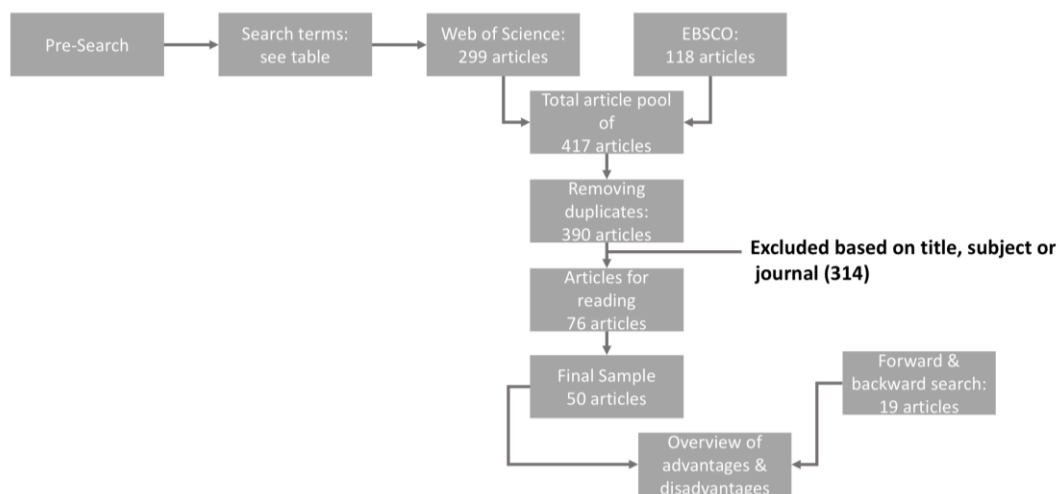 Pre-Search
Search terms:
see table
Web of Science:
299 articles
EBSCO:
118 articles
Total article pool
of
417 articles
Removing
duplicates:
390 articles
Excluded based on title, subject or
journal (314)
Articles for
reading
76 articles
Final Sample
50 articles
Forward &
backward search:
19 articles
Overview of
advantages &
disadvantages